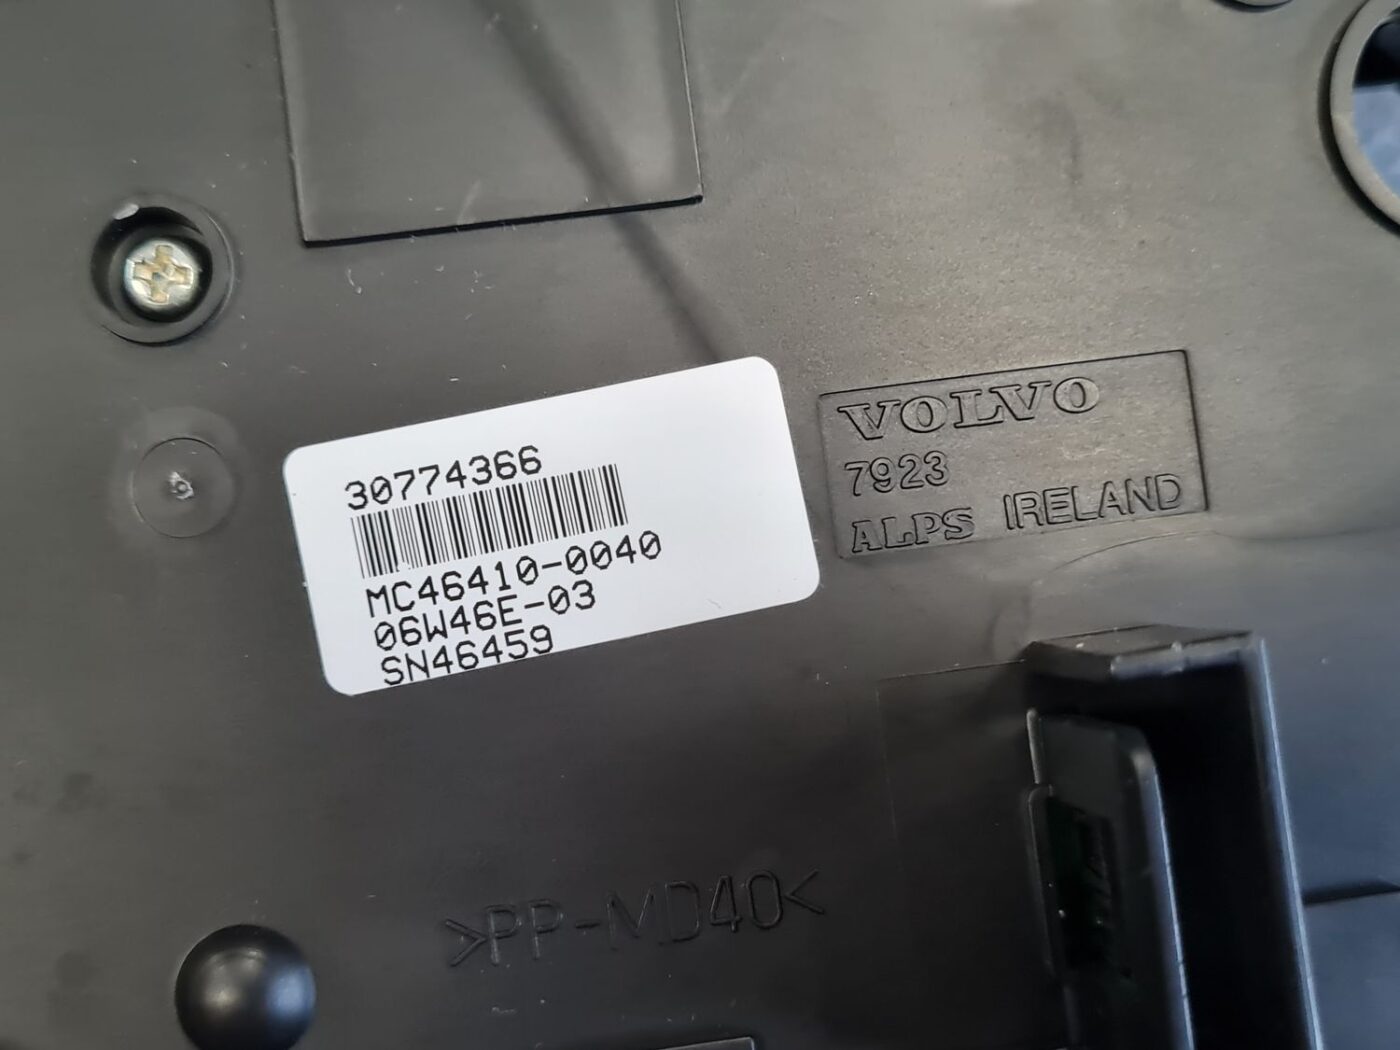 30774366
MC46410-0040
06W46E-03
SN46459
VOLVO
7923
ALPS IRELAND
>PP-MD40<